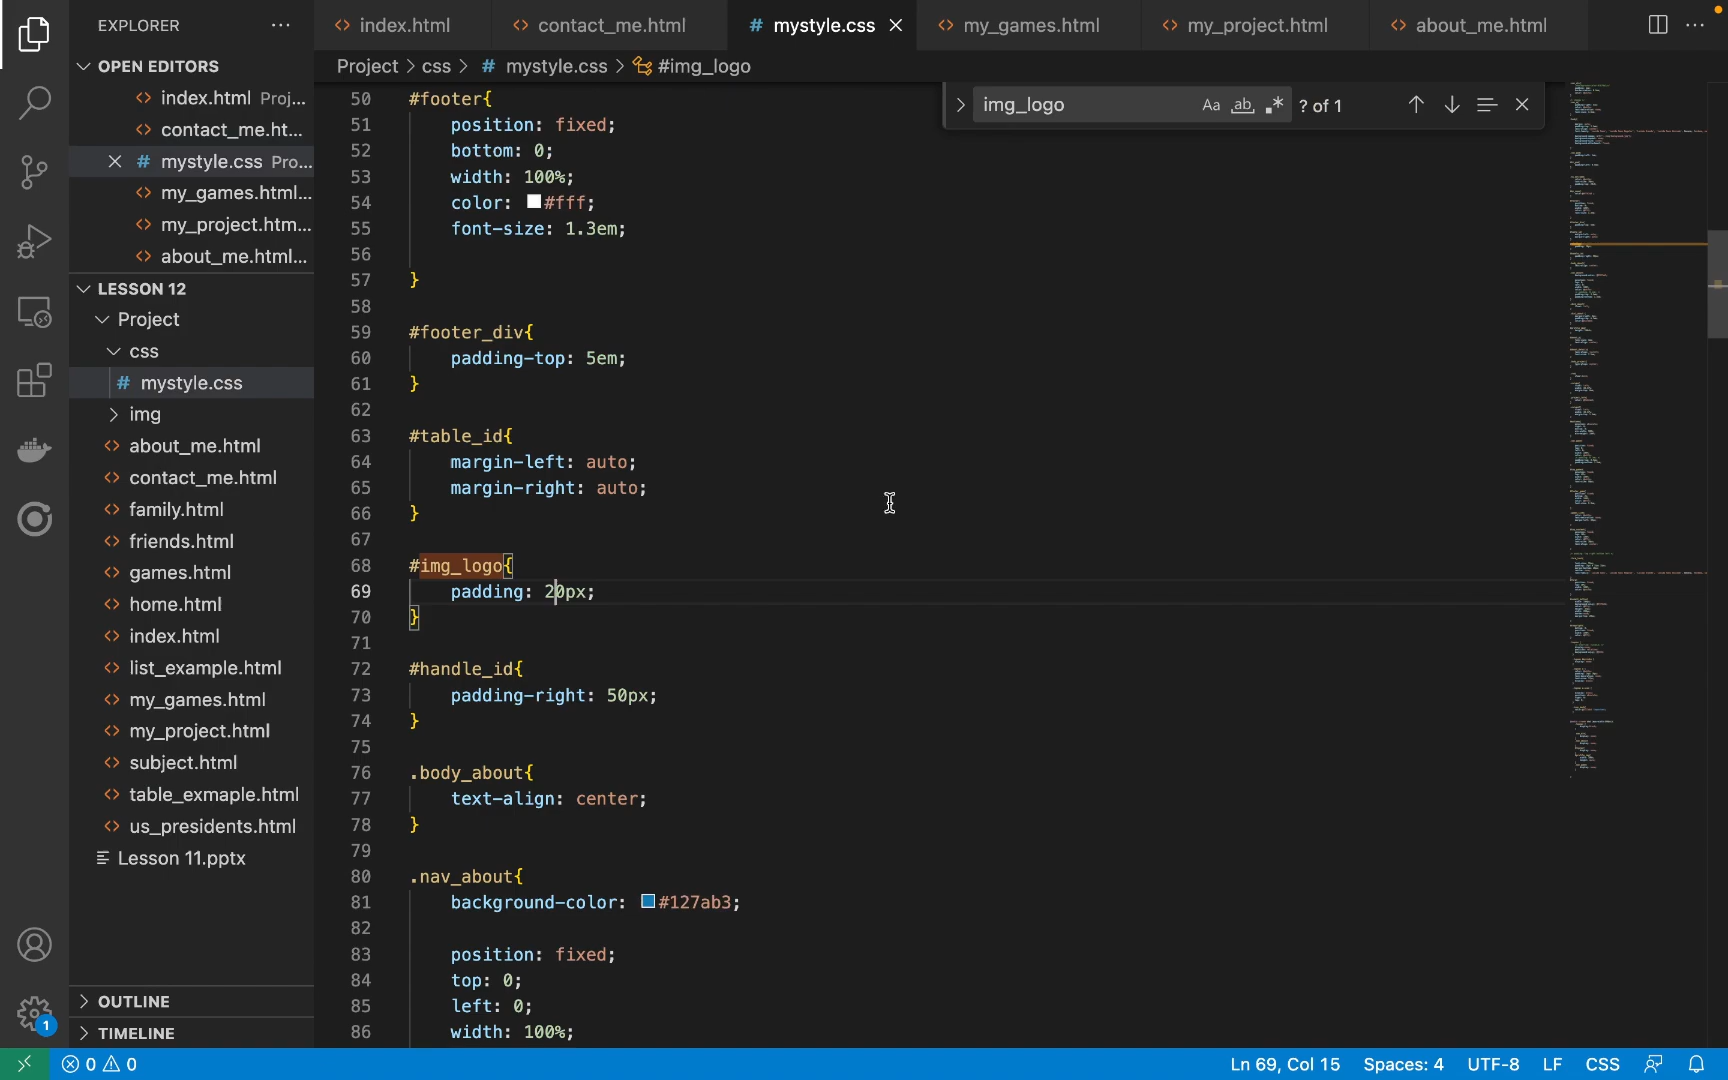 EXPLORER ···
OPEN EDITORS
<> index.html Proj...
<> contact_me.ht...
# mystyle.css Pro...
<> my_games.html...
<> my_project.htm...
<> about_me.html...
LESSON 12
Project
css
# mystyle.css
img
<> about_me.html
<> contact_me.html
<> family.html
<> friends.html
<> games.html
<> home.html
<> index.html
<> list_example.html
<> my_games.html
<> my_project.html
<> subject.html
<> table_exmaple.html
<> us_presidents.html
Lesson 11.pptx
OUTLINE
TIMELINE
1
<> index.html <> contact_me.html # mystyle.css <> my_games.html <> my_project.html <> about_me.html ···
Project > css > # mystyle.css > #img_logo
img_logo Aa ab ? of 1
50 #footer{
51 position: fixed;
52 bottom: 0;
53 width: 100%;
54 color: #fff;
55 font-size: 1.3em;
56
57 }
58
59 #footer_div{
60 padding-top: 5em;
61 }
62
63 #table_id{
64 margin-left: auto;
65 margin-right: auto;
66 }
67
68 #img_logo{
69 padding: 20px;
70 }
71
72 #handle_id{
73 padding-right: 50px;
74 }
75
76 .body_about{
77 text-align: center;
78 }
79
80 .nav_about{
81 background-color: #127ab3;
82
83 position: fixed;
84 top: 0;
85 left: 0;
86 width: 100%;
0 0 Ln 69, Col 15 Spaces: 4 UTF-8 LF CSS